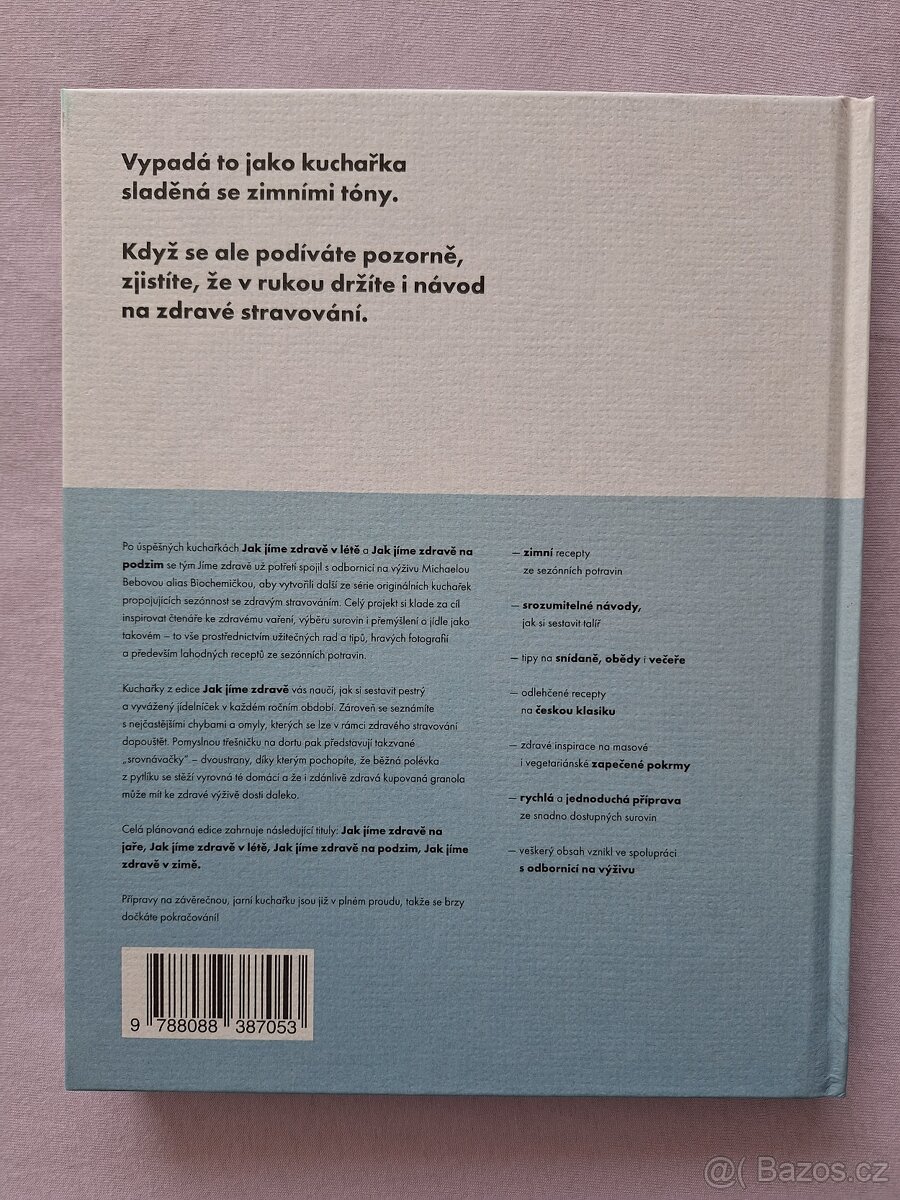 Vypadá to jako kuchařka
sladěná se zimními tóny.
Když se ale podíváte pozorně,
zjistíte, že v rukou držíte i návod
na zdravé stravování.
Po úspěšných kuchařkách Jak jíme zdravě v létě a Jak jíme zdravě na
podzim se tým Jíme zdravě už potřetí spojil s odbornicí na výživu Michaelou
Bebovou alias Biochemičkou, aby vytvořili další ze série originálních kuchařek
propojujících sezónnost se zdravým stravováním. Celý projekt si klade za cíl
inspirovat čtenáře ke zdravému vaření, výběru surovin i přemýšlení o jídle jako
takovém – to vše prostřednictvím užitečných rad a tipů, hravých fotografií
a především lahodných receptů ze sezónních potravin.
Kuchařky z edice Jak jíme zdravě vás naučí, jak si sestavit pestrý
a vyvážený jídelníček v každém ročním období. Zároveň se seznámíte
s nejčastějšími chybami a omyly, kterých se lze v rámci zdravého stravování
dopouštět. Pomyslnou třešničku na dortu pak představují takzvané
„srovnávačky“ – dvoustrany, díky kterým pochopíte, že běžná polévka
z pytlíku se stěží vyrovná té domácí a že i zdánlivě zdravá kupovaná granola
může mít ke zdravé výživě dosti daleko.
Celá plánovaná edice zahrnuje následující tituly: Jak jíme zdravě na
jaře, Jak jíme zdravě v létě, Jak jíme zdravě na podzim, Jak jíme
zdravě v zimě.
Přípravy na závěrečnou, jarní kuchařku jsou již v plném proudu, takže se brzy
dočkáte pokračování!
— zimní recepty
ze sezónních potravin
— srozumitelné návody,
jak si sestavit talíř
— tipy na snídaně, obědy i večeře
— odlehčené recepty
na českou klasiku
— zdravé inspirace na masové
i vegetariánské zapečené pokrmy
— rychlá a jednoduchá příprava
ze snadno dostupných surovin
— veškerý obsah vznikl ve spolupráci
s odbornicí na výživu
9 788088 387053
@( Bazos.cz